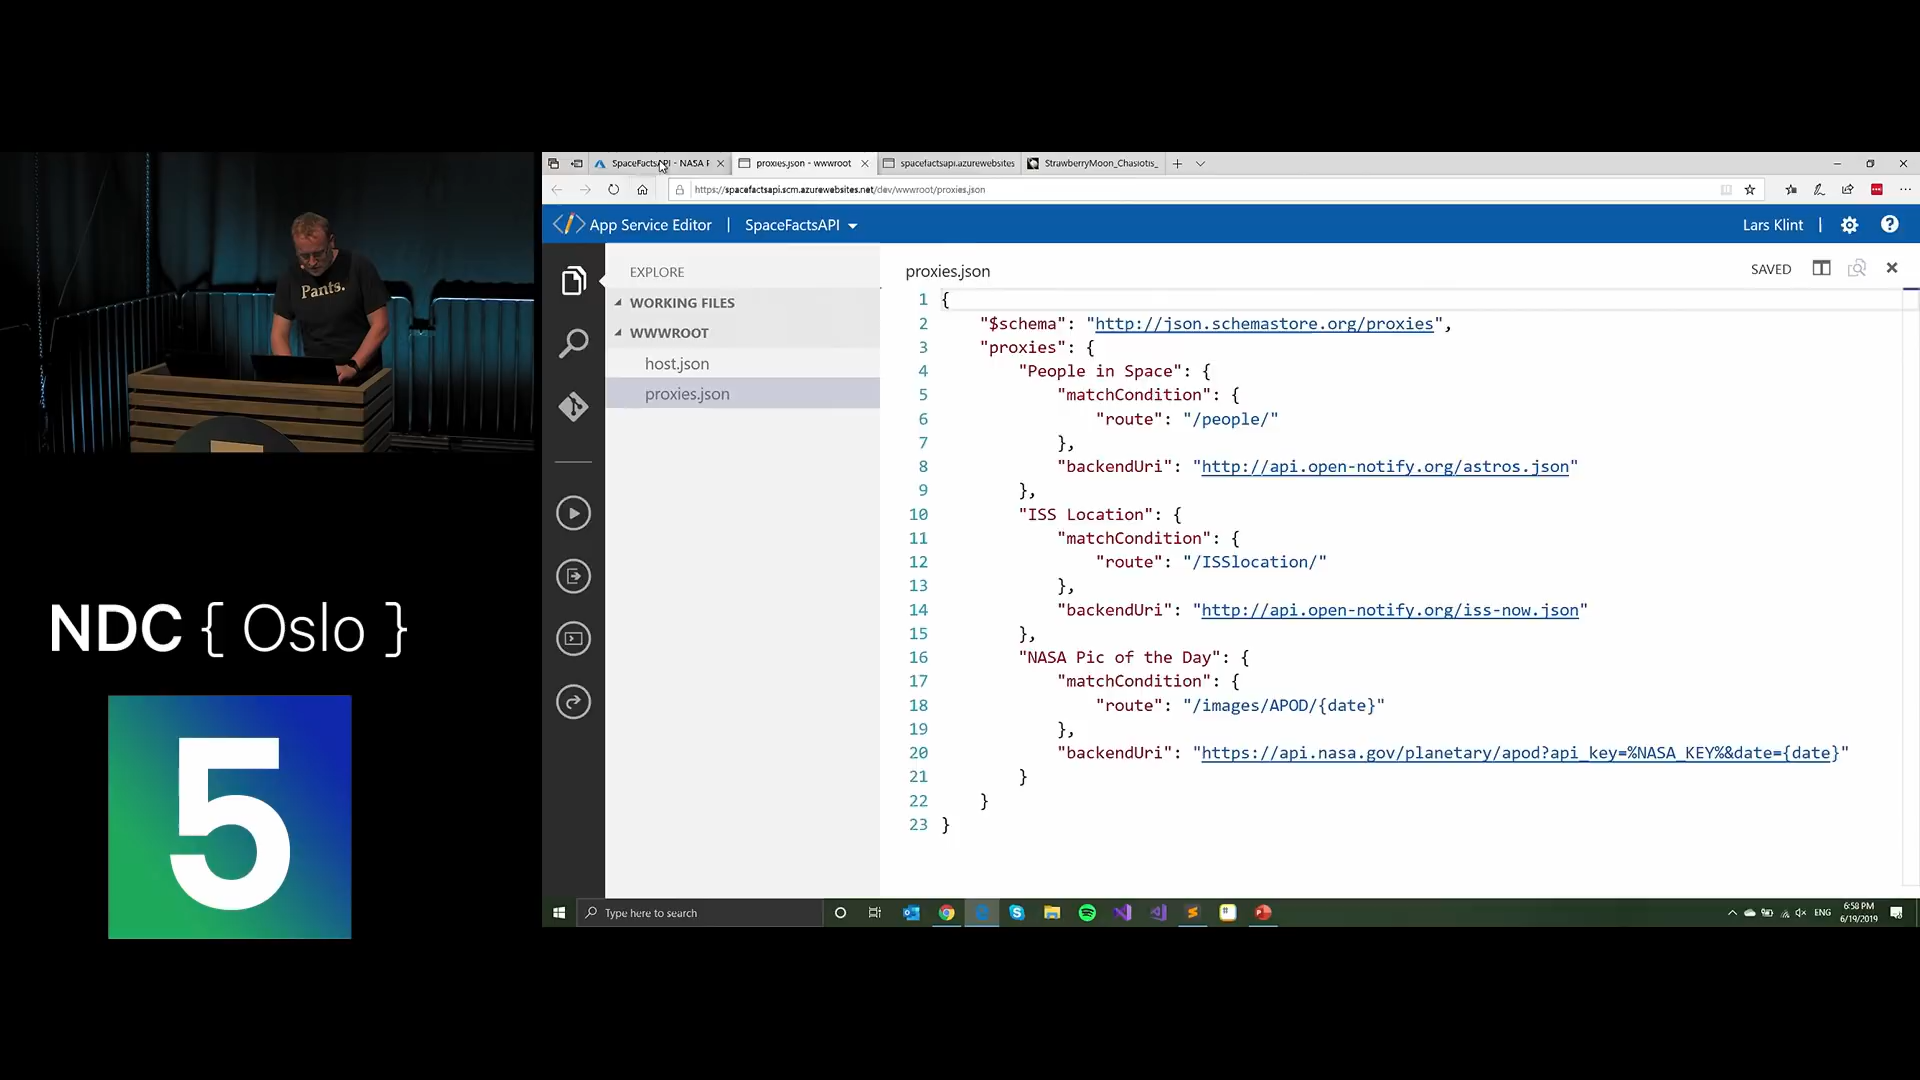 SpaceFactsAPI - NASA P
proxies.json - wwwroot
spacefactsapi.azurewebsites
StrawberryMoon_Chasiotis_
https://spacefactsapi.scm.azurewebsites.net/dev/wwwroot/proxies.json
App Service Editor | SpaceFactsAPI
Lars Klint |
EXPLORE
WORKING FILES
WWWROOT
host.json
proxies.json
proxies.json
SAVED
1 {
2 "$schema": "http://json.schemastore.org/proxies",
3 "proxies": {
4 "People in Space": {
5 "matchCondition": {
6 "route": "/people/"
7 },
8 "backendUri": "http://api.open-notify.org/astros.json"
9 },
10 "ISS Location": {
11 "matchCondition": {
12 "route": "/ISSlocation/"
13 },
14 "backendUri": "http://api.open-notify.org/iss-now.json"
15 },
16 "NASA Pic of the Day": {
17 "matchCondition": {
18 "route": "/images/APOD/{date}"
19 },
20 "backendUri": "https://api.nasa.gov/planetary/apod?api_key=%NASA_KEY%&date={date}"
21 }
22 }
23 }
Pants.
NDC { Oslo }
5
Type here to search
ENG
6:58 PM
6/19/2019